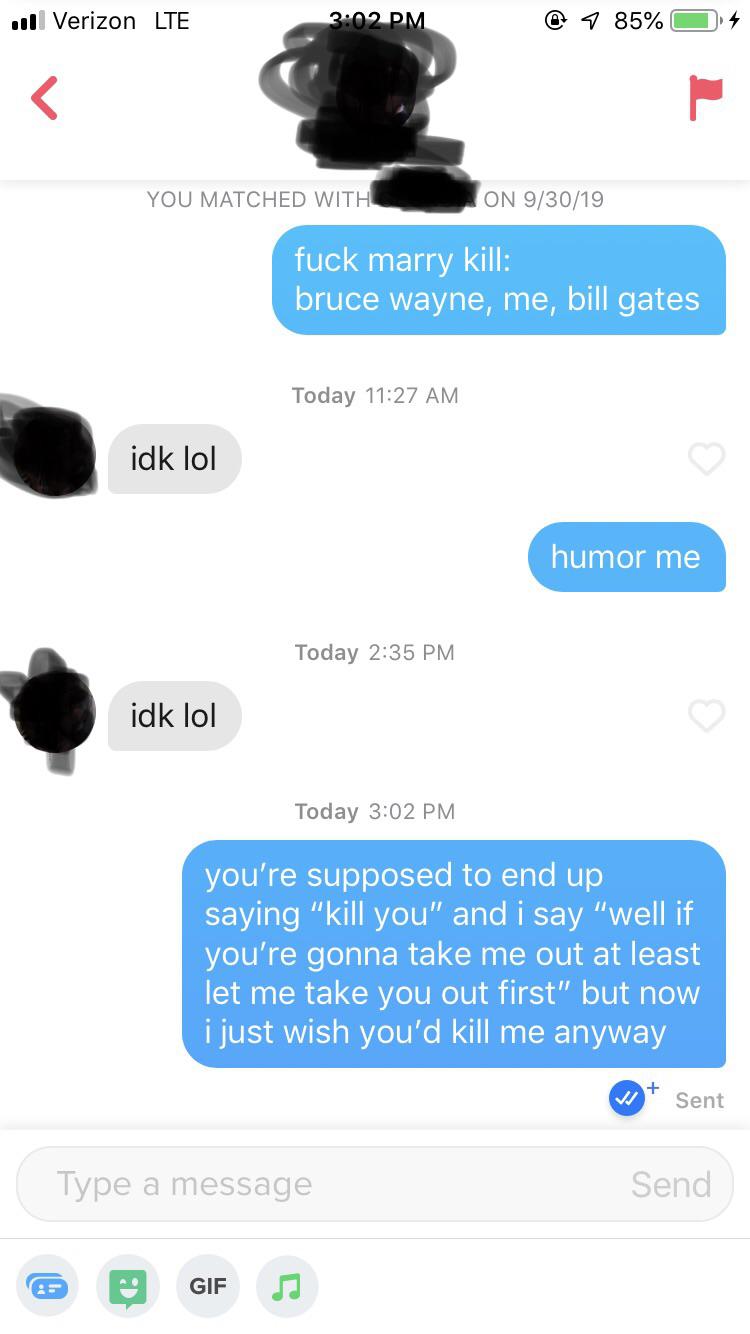 Verizon LTE 3:02 PM 85%
YOU MATCHED WITH ON 9/30/19
fuck marry kill:
bruce wayne, me, bill gates
Today 11:27 AM
idk lol
humor me
Today 2:35 PM
idk lol
Today 3:02 PM
you’re supposed to end up
saying “kill you” and i say “well if
you’re gonna take me out at least
let me take you out first” but now
i just wish you’d kill me anyway
Sent
Type a message Send
GIF